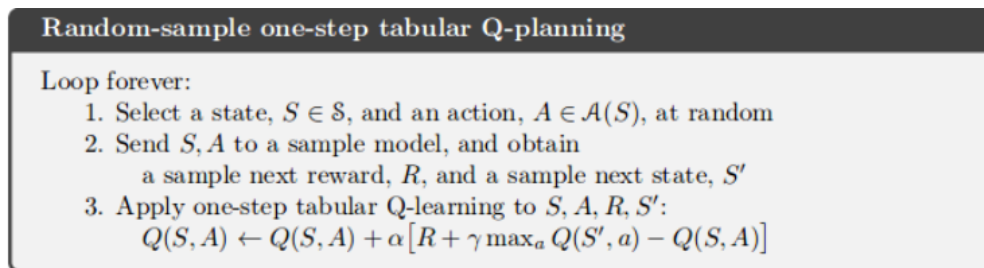 Random-sample one-step tabular Q-planning
Loop forever:
1. Select a state, S ∈ 𝒮, and an action, A ∈ 𝒜(S), at random
2. Send S, A to a sample model, and obtain
a sample next reward, R, and a sample next state, S′
3. Apply one-step tabular Q-learning to S, A, R, S′:
Q(S, A) ← Q(S, A) + α[R + γ maxₐ Q(S′, a) − Q(S, A)]